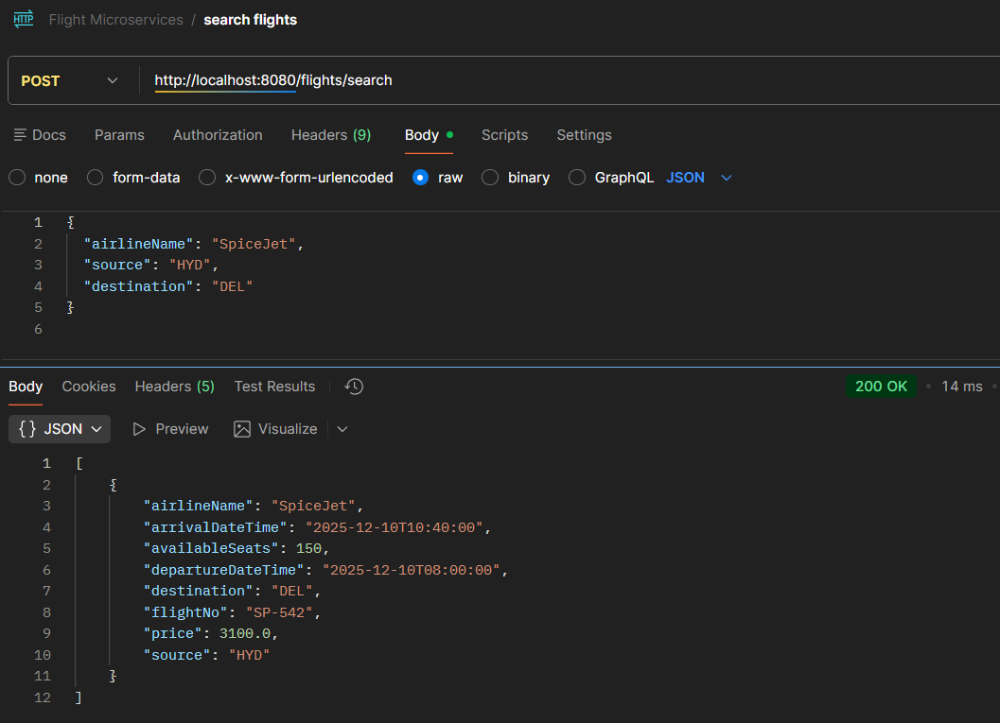 HTTP Flight Microservices / search flights
POST http://localhost:8080/flights/search
Docs Params Authorization Headers (9) Body Scripts Settings
none form-data x-www-form-urlencoded raw binary GraphQL JSON
1 {
2 "airlineName": "SpiceJet",
3 "source": "HYD",
4 "destination": "DEL"
5 }
6
Body Cookies Headers (5) Test Results 200 OK • 14 ms •
{} JSON Preview Visualize
1 [
2 {
3 "airlineName": "SpiceJet",
4 "arrivalDateTime": "2025-12-10T10:40:00",
5 "availableSeats": 150,
6 "departureDateTime": "2025-12-10T08:00:00",
7 "destination": "DEL",
8 "flightNo": "SP-542",
9 "price": 3100.0,
10 "source": "HYD"
11 }
12 ]